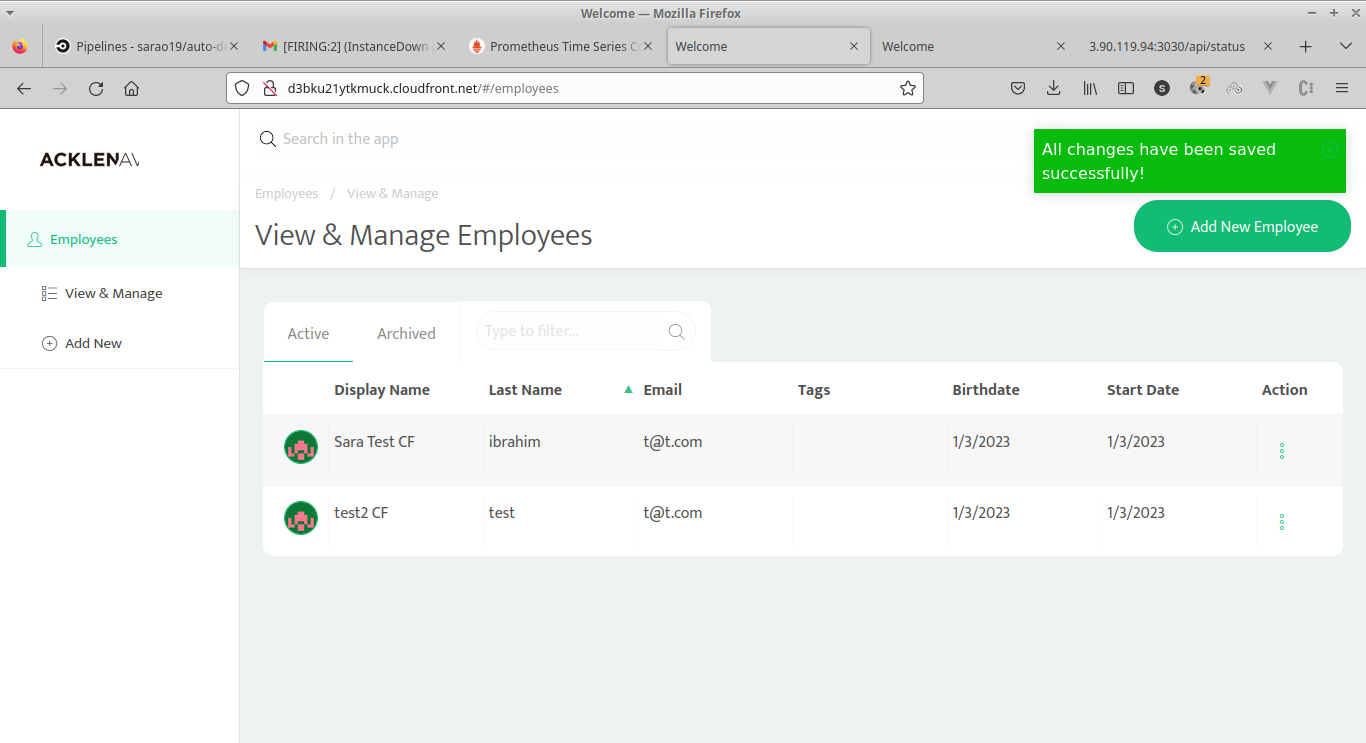 Welcome — Mozilla Firefox
Pipelines - sarao19/auto-de
[FIRING:2] (InstanceDown
Prometheus Time Series C
Welcome
Welcome
3.90.119.94:3030/api/status
d3bku21ytkmuck.cloudfront.net/#/employees
S
2
ACKLENAV
Search in the app
All changes have been saved
successfully!
Employees / View & Manage
View & Manage Employees
Add New Employee
Employees
View & Manage
Add New
Active
Archived
Type to filter...
Display Name Last Name Email Tags Birthdate Start Date Action
Sara Test CF ibrahim t@t.com 1/3/2023 1/3/2023
test2 CF test t@t.com 1/3/2023 1/3/2023